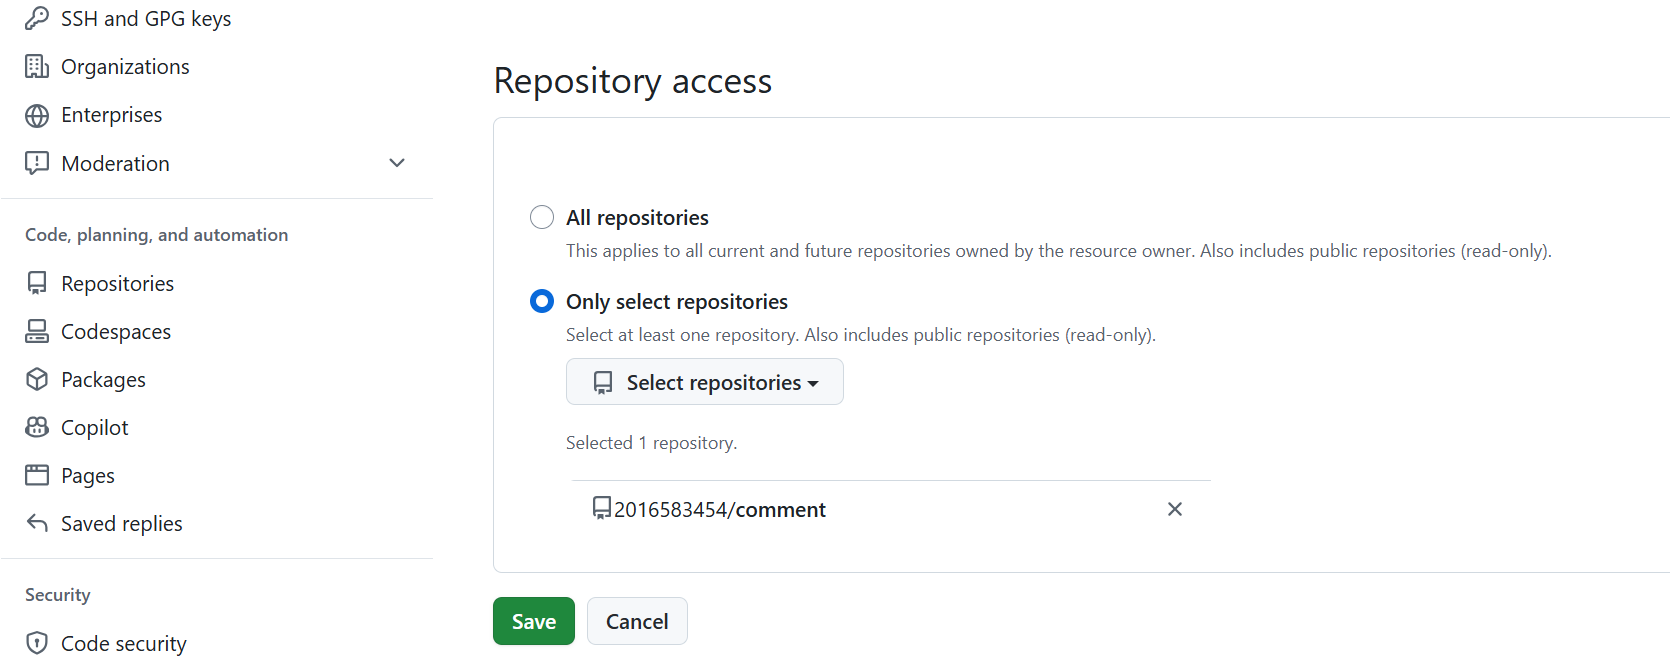 SSH and GPG keys
Organizations
Enterprises
Moderation
Code, planning, and automation
Repositories
Codespaces
Packages
Copilot
Pages
Saved replies
Security
Code security
Repository access
All repositories
This applies to all current and future repositories owned by the resource owner. Also includes public repositories (read-only).
Only select repositories
Select at least one repository. Also includes public repositories (read-only).
Select repositories
Selected 1 repository.
2016583454/comment
Save
Cancel